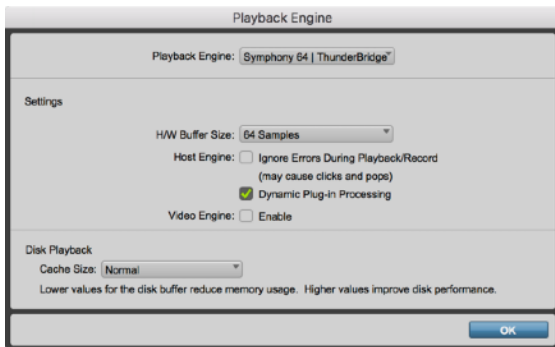 Playback Engine
Playback Engine: Symphony 64 | ThunderBridge
Settings
H/W Buffer Size: 64 Samples
Host Engine: Ignore Errors During Playback/Record
(may cause clicks and pops)
Dynamic Plug-in Processing
Video Engine: Enable
Disk Playback
Cache Size: Normal
Lower values for the disk buffer reduce memory usage. Higher values improve disk performance.
OK